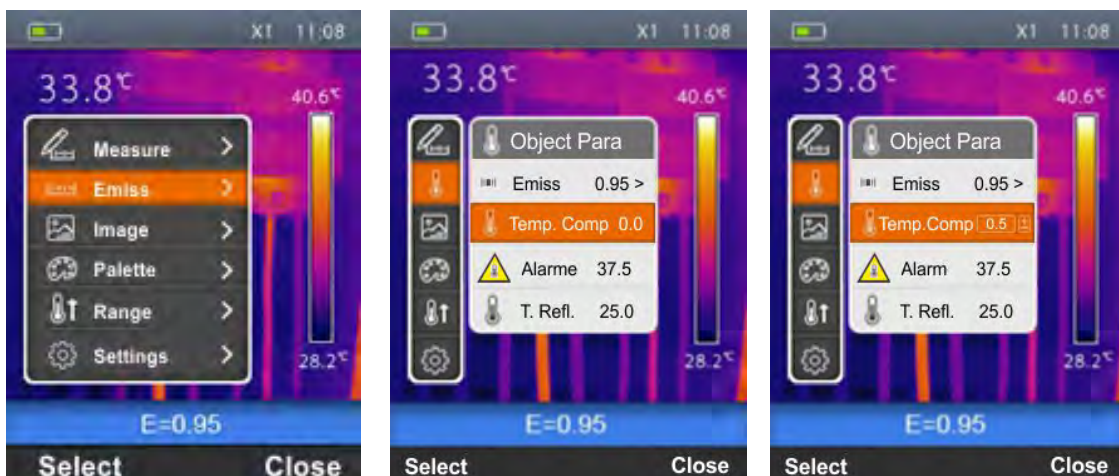 X1 11:08
33.8℃
40.6℃
Measure >
Emiss >
Image >
Palette >
Range >
Settings >
28.2℃
E=0.95
Select Close
X1 11:08
33.8℃
40.6℃
Object Para
Emiss 0.95 >
Temp. Comp 0.0
Alarme 37.5
T. Refl. 25.0
28.2℃
E=0.95
Select Close
X1 11:08
33.8℃
40.6℃
Object Para
Emiss 0.95 >
Temp.Comp 0.5
Alarm 37.5
T. Refl. 25.0
28.2℃
E=0.95
Select Close